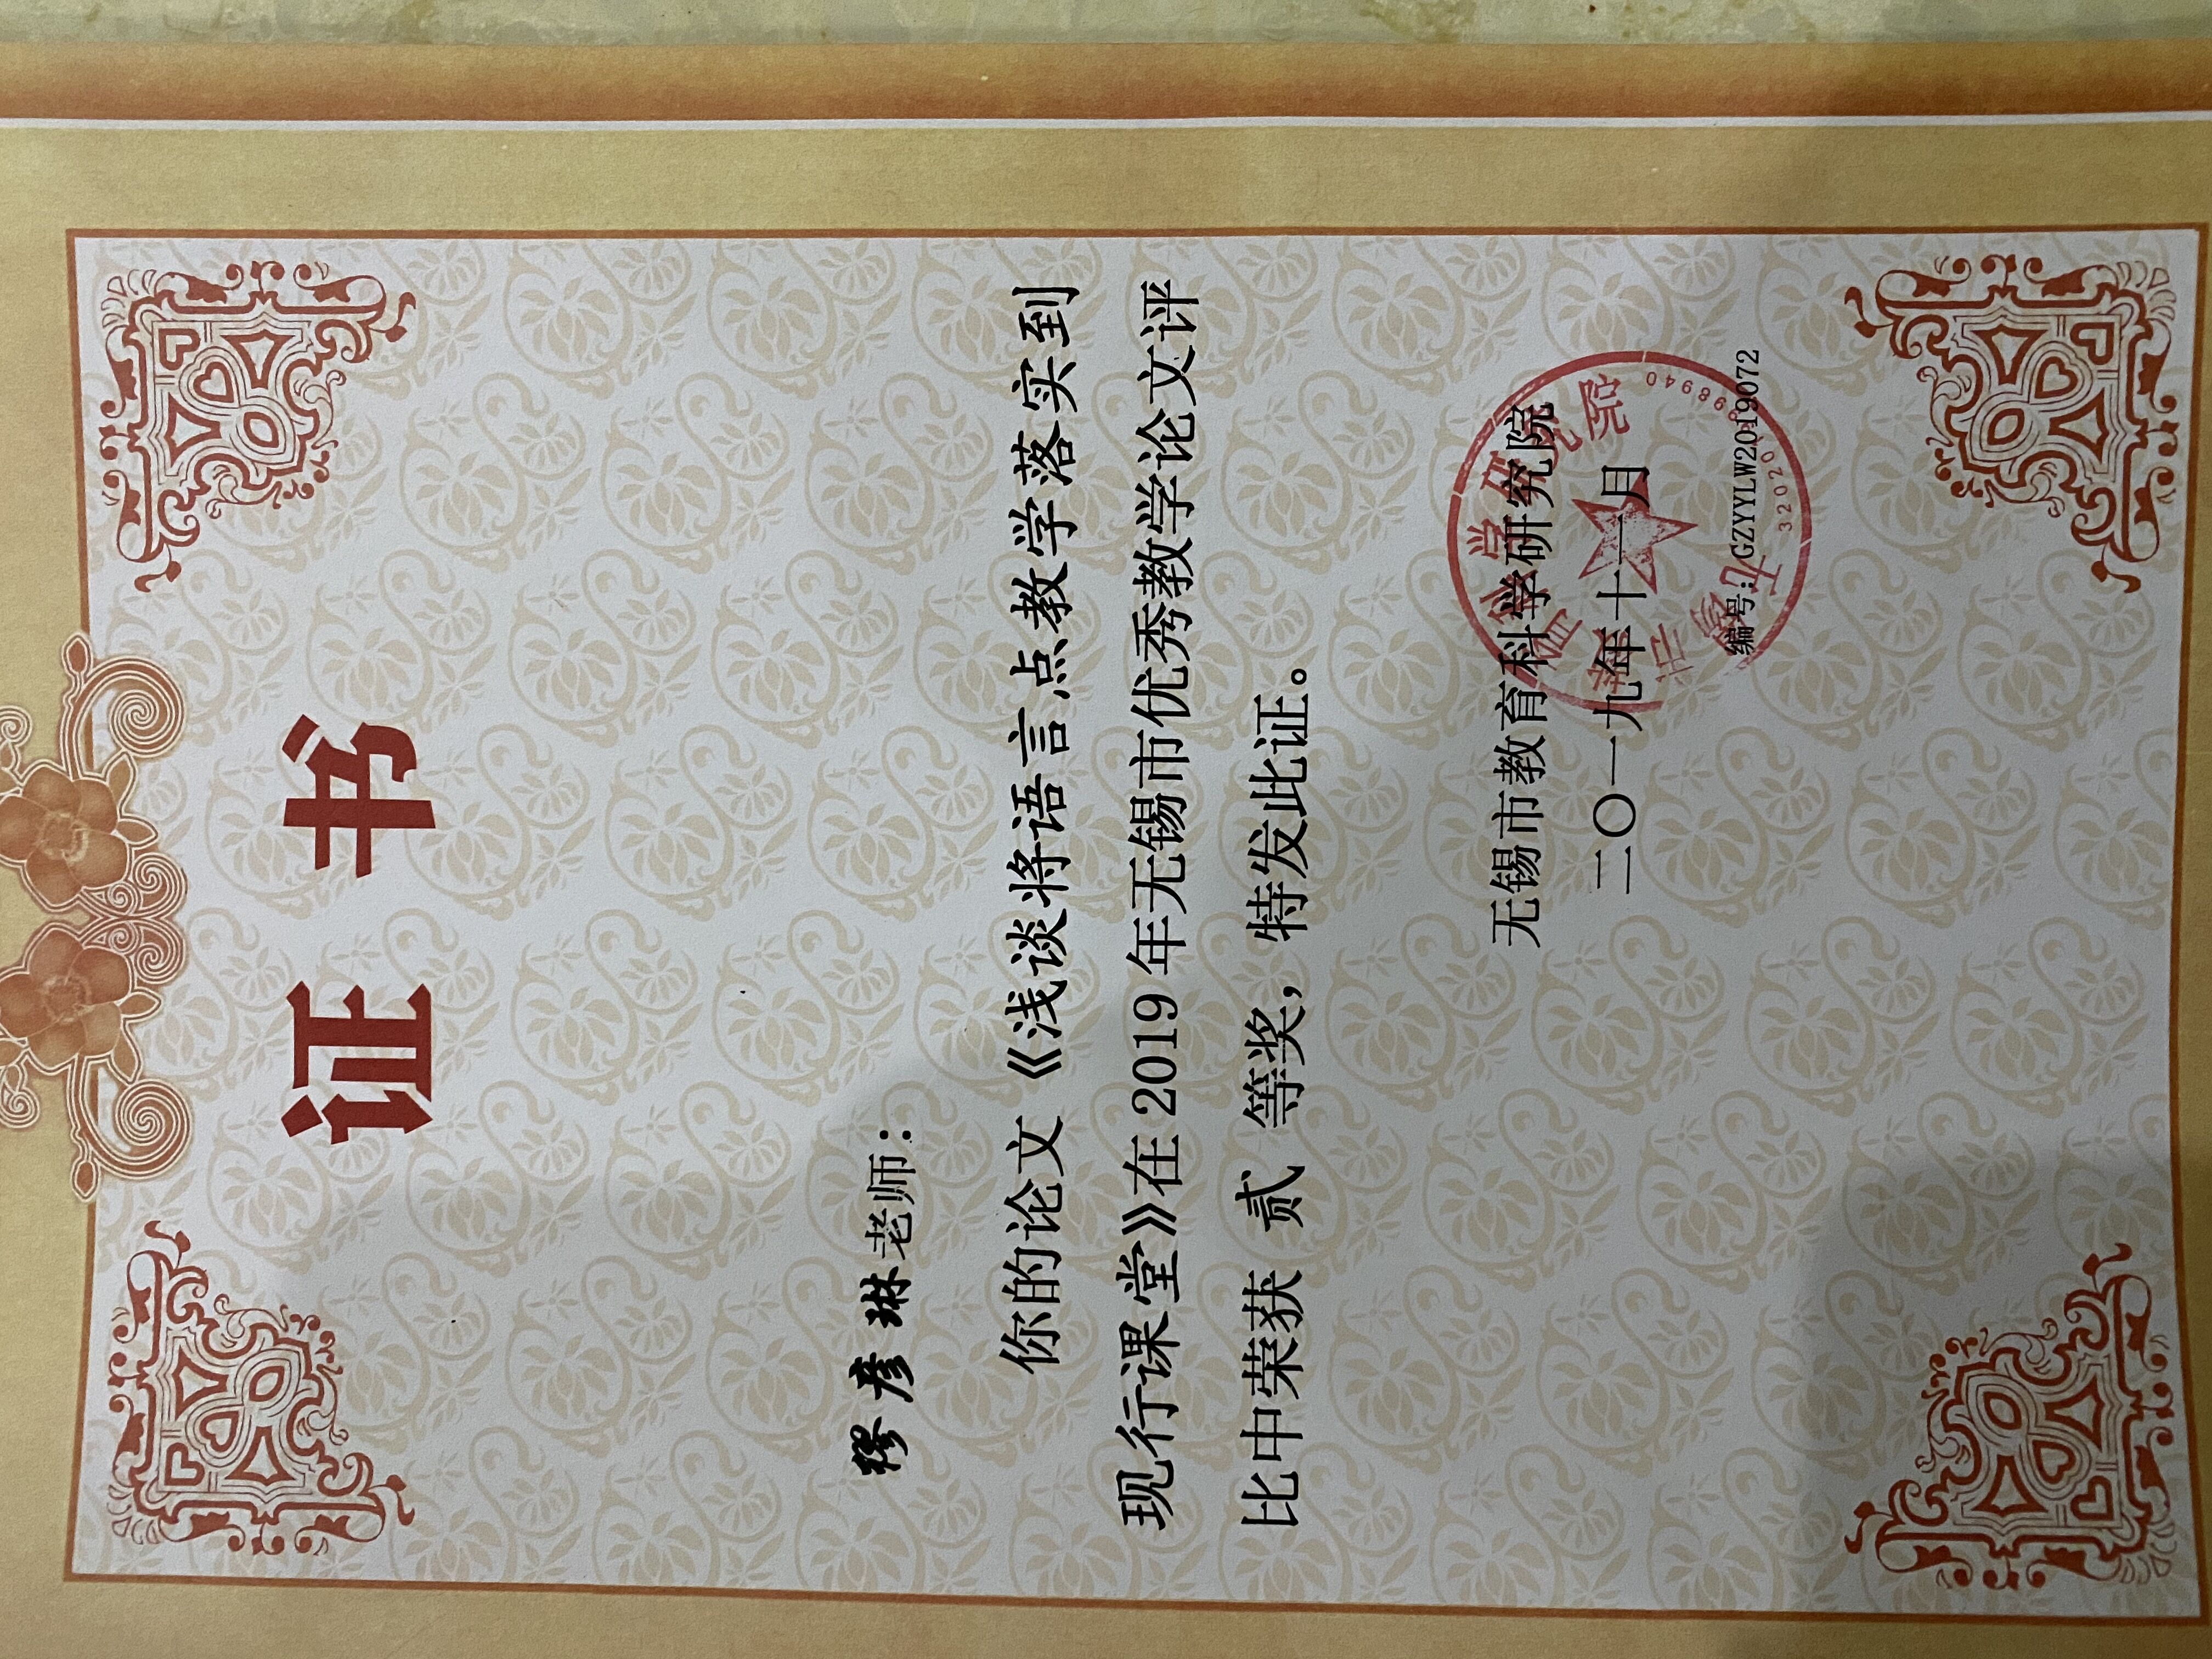 证 书
缪彦琳老师：
你的论文《浅谈将语言点教学落实到
现行课堂》在2019年无锡市优秀教学论文评
比中荣获 贰 等奖，特发此证。
无锡市教育科学研究院
二〇一九年十一月
编号：GZYYLW2019072